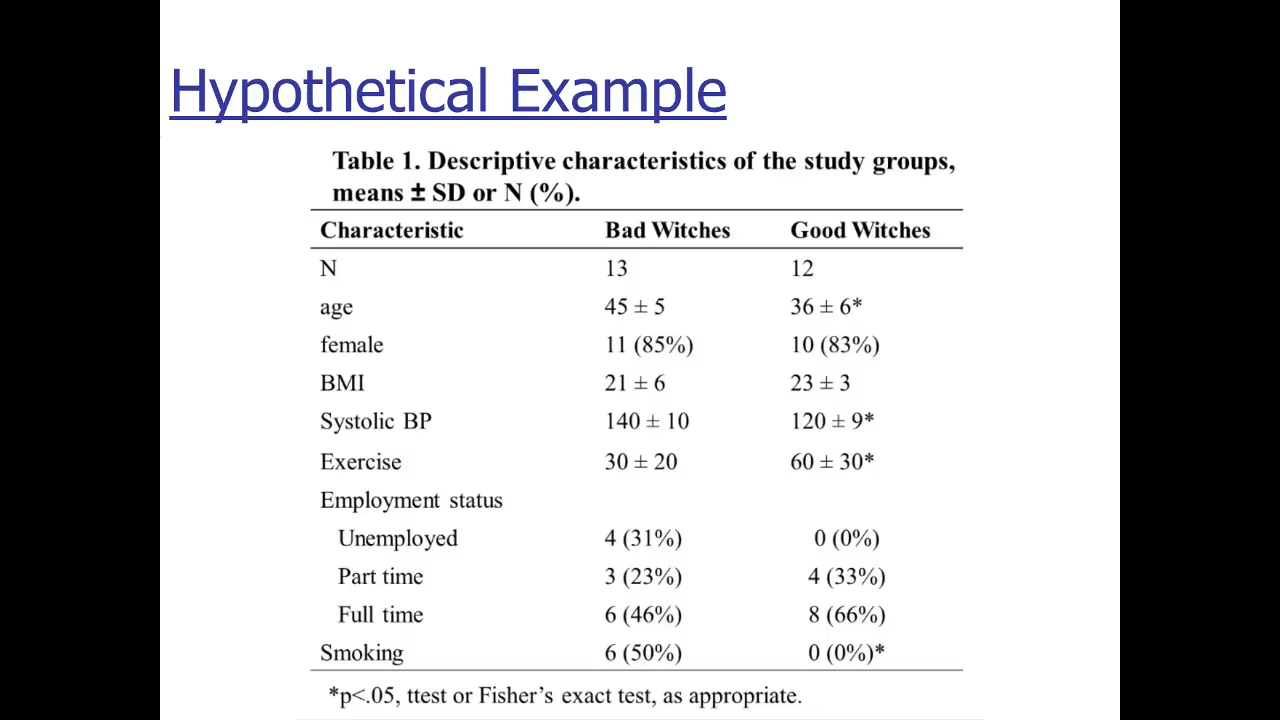 Hypothetical Example
Table 1. Descriptive characteristics of the study groups,
means ± SD or N (%).
Characteristic Bad Witches Good Witches
N 13 12
age 45 ± 5 36 ± 6*
female 11 (85%) 10 (83%)
BMI 21 ± 6 23 ± 3
Systolic BP 140 ± 10 120 ± 9*
Exercise 30 ± 20 60 ± 30*
Employment status
Unemployed 4 (31%) 0 (0%)
Part time 3 (23%) 4 (33%)
Full time 6 (46%) 8 (66%)
Smoking 6 (50%) 0 (0%)*
*p<.05, ttest or Fisher’s exact test, as appropriate.